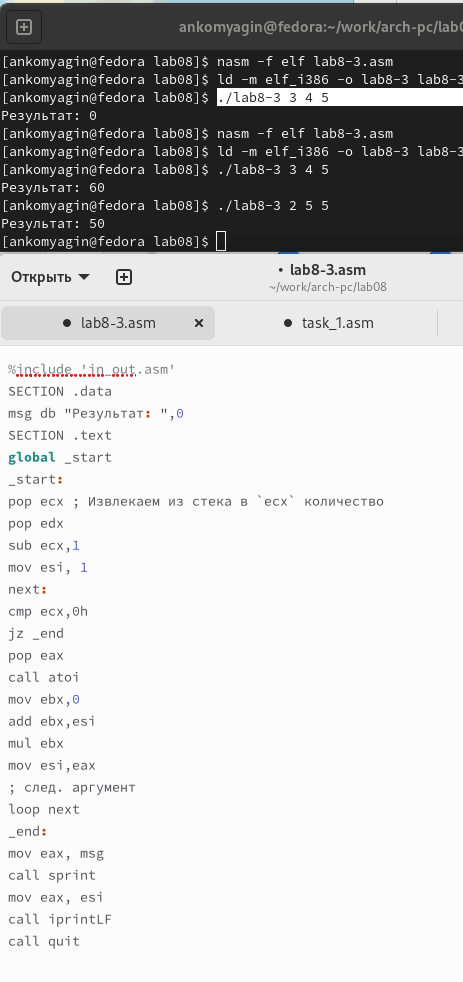 ankomyagin@fedora:~/work/arch-pc/lab0
[ankomyagin@fedora lab08]$ nasm -f elf lab8-3.asm
[ankomyagin@fedora lab08]$ ld -m elf_i386 -o lab8-3 lab8-3
[ankomyagin@fedora lab08]$ ./lab8-3 3 4 5
Результат: 0
[ankomyagin@fedora lab08]$ nasm -f elf lab8-3.asm
[ankomyagin@fedora lab08]$ ld -m elf_i386 -o lab8-3 lab8-3
[ankomyagin@fedora lab08]$ ./lab8-3 3 4 5
Результат: 60
[ankomyagin@fedora lab08]$ ./lab8-3 2 5 5
Результат: 50
[ankomyagin@fedora lab08]$
Открыть
• lab8-3.asm
~/work/arch-pc/lab08
● lab8-3.asm ×
● task_1.asm
%include 'in_out.asm'
SECTION .data
msg db "Результат: ",0
SECTION .text
global _start
_start:
pop ecx ; Извлекаем из стека в `ecx` количество
pop edx
sub ecx,1
mov esi, 1
next:
cmp ecx,0h
jz _end
pop eax
call atoi
mov ebx,0
add ebx,esi
mul ebx
mov esi,eax
; след. аргумент
loop next
_end:
mov eax, msg
call sprint
mov eax, esi
call iprintLF
call quit